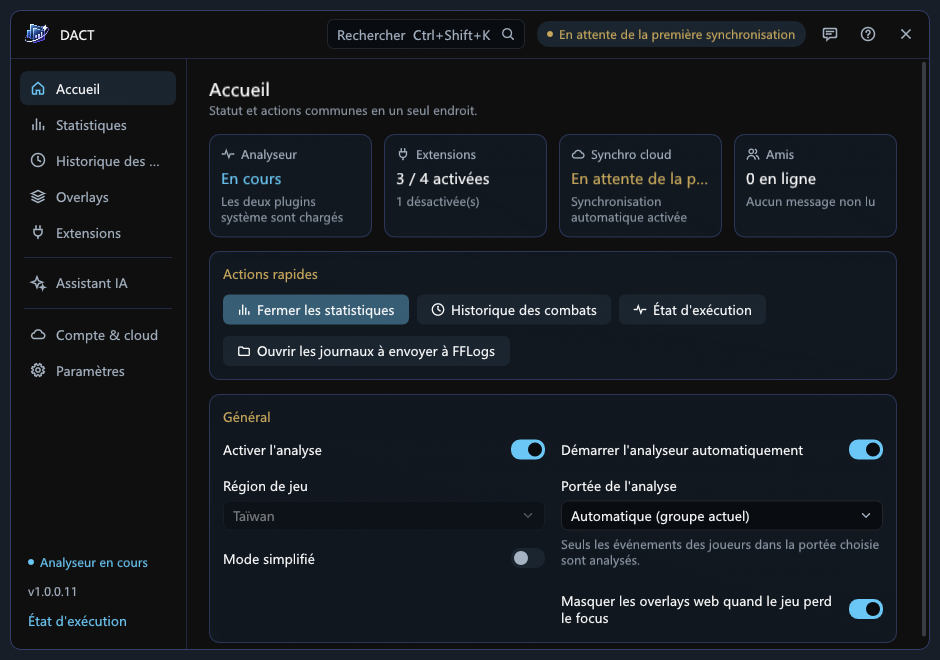 DACT
Rechercher Ctrl+Shift+K
En attente de la première synchronisation
Accueil
Statistiques
Historique des ...
Overlays
Extensions
Assistant IA
Compte & cloud
Paramètres
Analyseur en cours
v1.0.0.11
État d'exécution
Accueil
Statut et actions communes en un seul endroit.
Analyseur
En cours
Les deux plugins
système sont chargés
Extensions
3 / 4 activées
1 désactivée(s)
Synchro cloud
En attente de la p...
Synchronisation
automatique activée
Amis
0 en ligne
Aucun message non lu
Actions rapides
Fermer les statistiques
Historique des combats
État d'exécution
Ouvrir les journaux à envoyer à FFLogs
Général
Activer l'analyse
Démarrer l'analyseur automatiquement
Région de jeu
Taïwan
Portée de l'analyse
Automatique (groupe actuel)
Seuls les événements des joueurs dans la portée choisie
sont analysés.
Mode simplifié
Masquer les overlays web quand le jeu perd
le focus